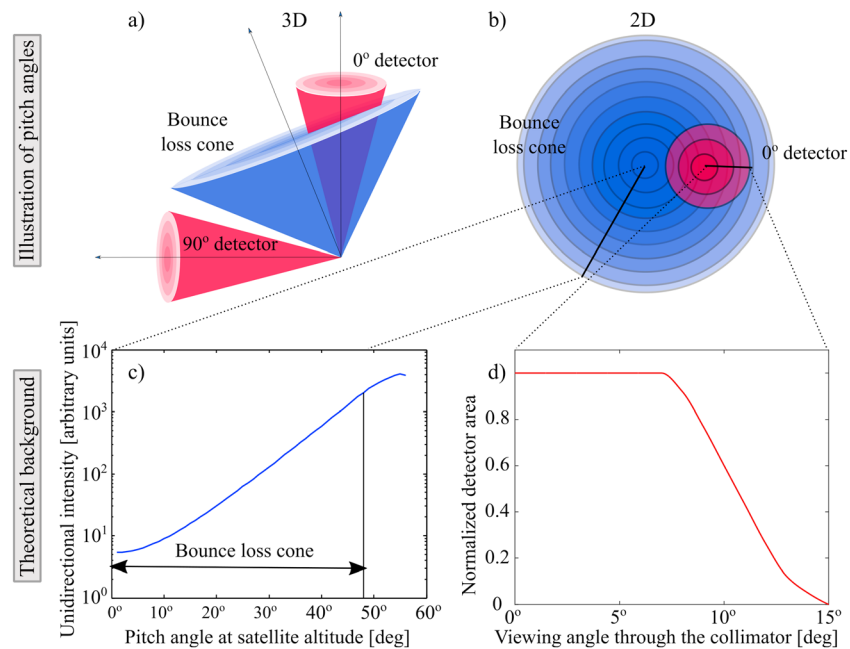 Illustration of pitch angles
a)
3D
0° detector
Bounce
loss cone
90° detector
b)
2D
Bounce
loss cone
0° detector
Theoretical background
c)
Unidirectional intensity [arbitrary units]
10⁴
10³
10²
10¹
10⁰
Bounce loss cone
0° 10° 20° 30° 40° 50° 60°
Pitch angle at satellite altitude [deg]
d)
Normalized detector area
0.8
0.6
0.4
0.2
0
0° 5° 10° 15°
Viewing angle through the collimator [deg]